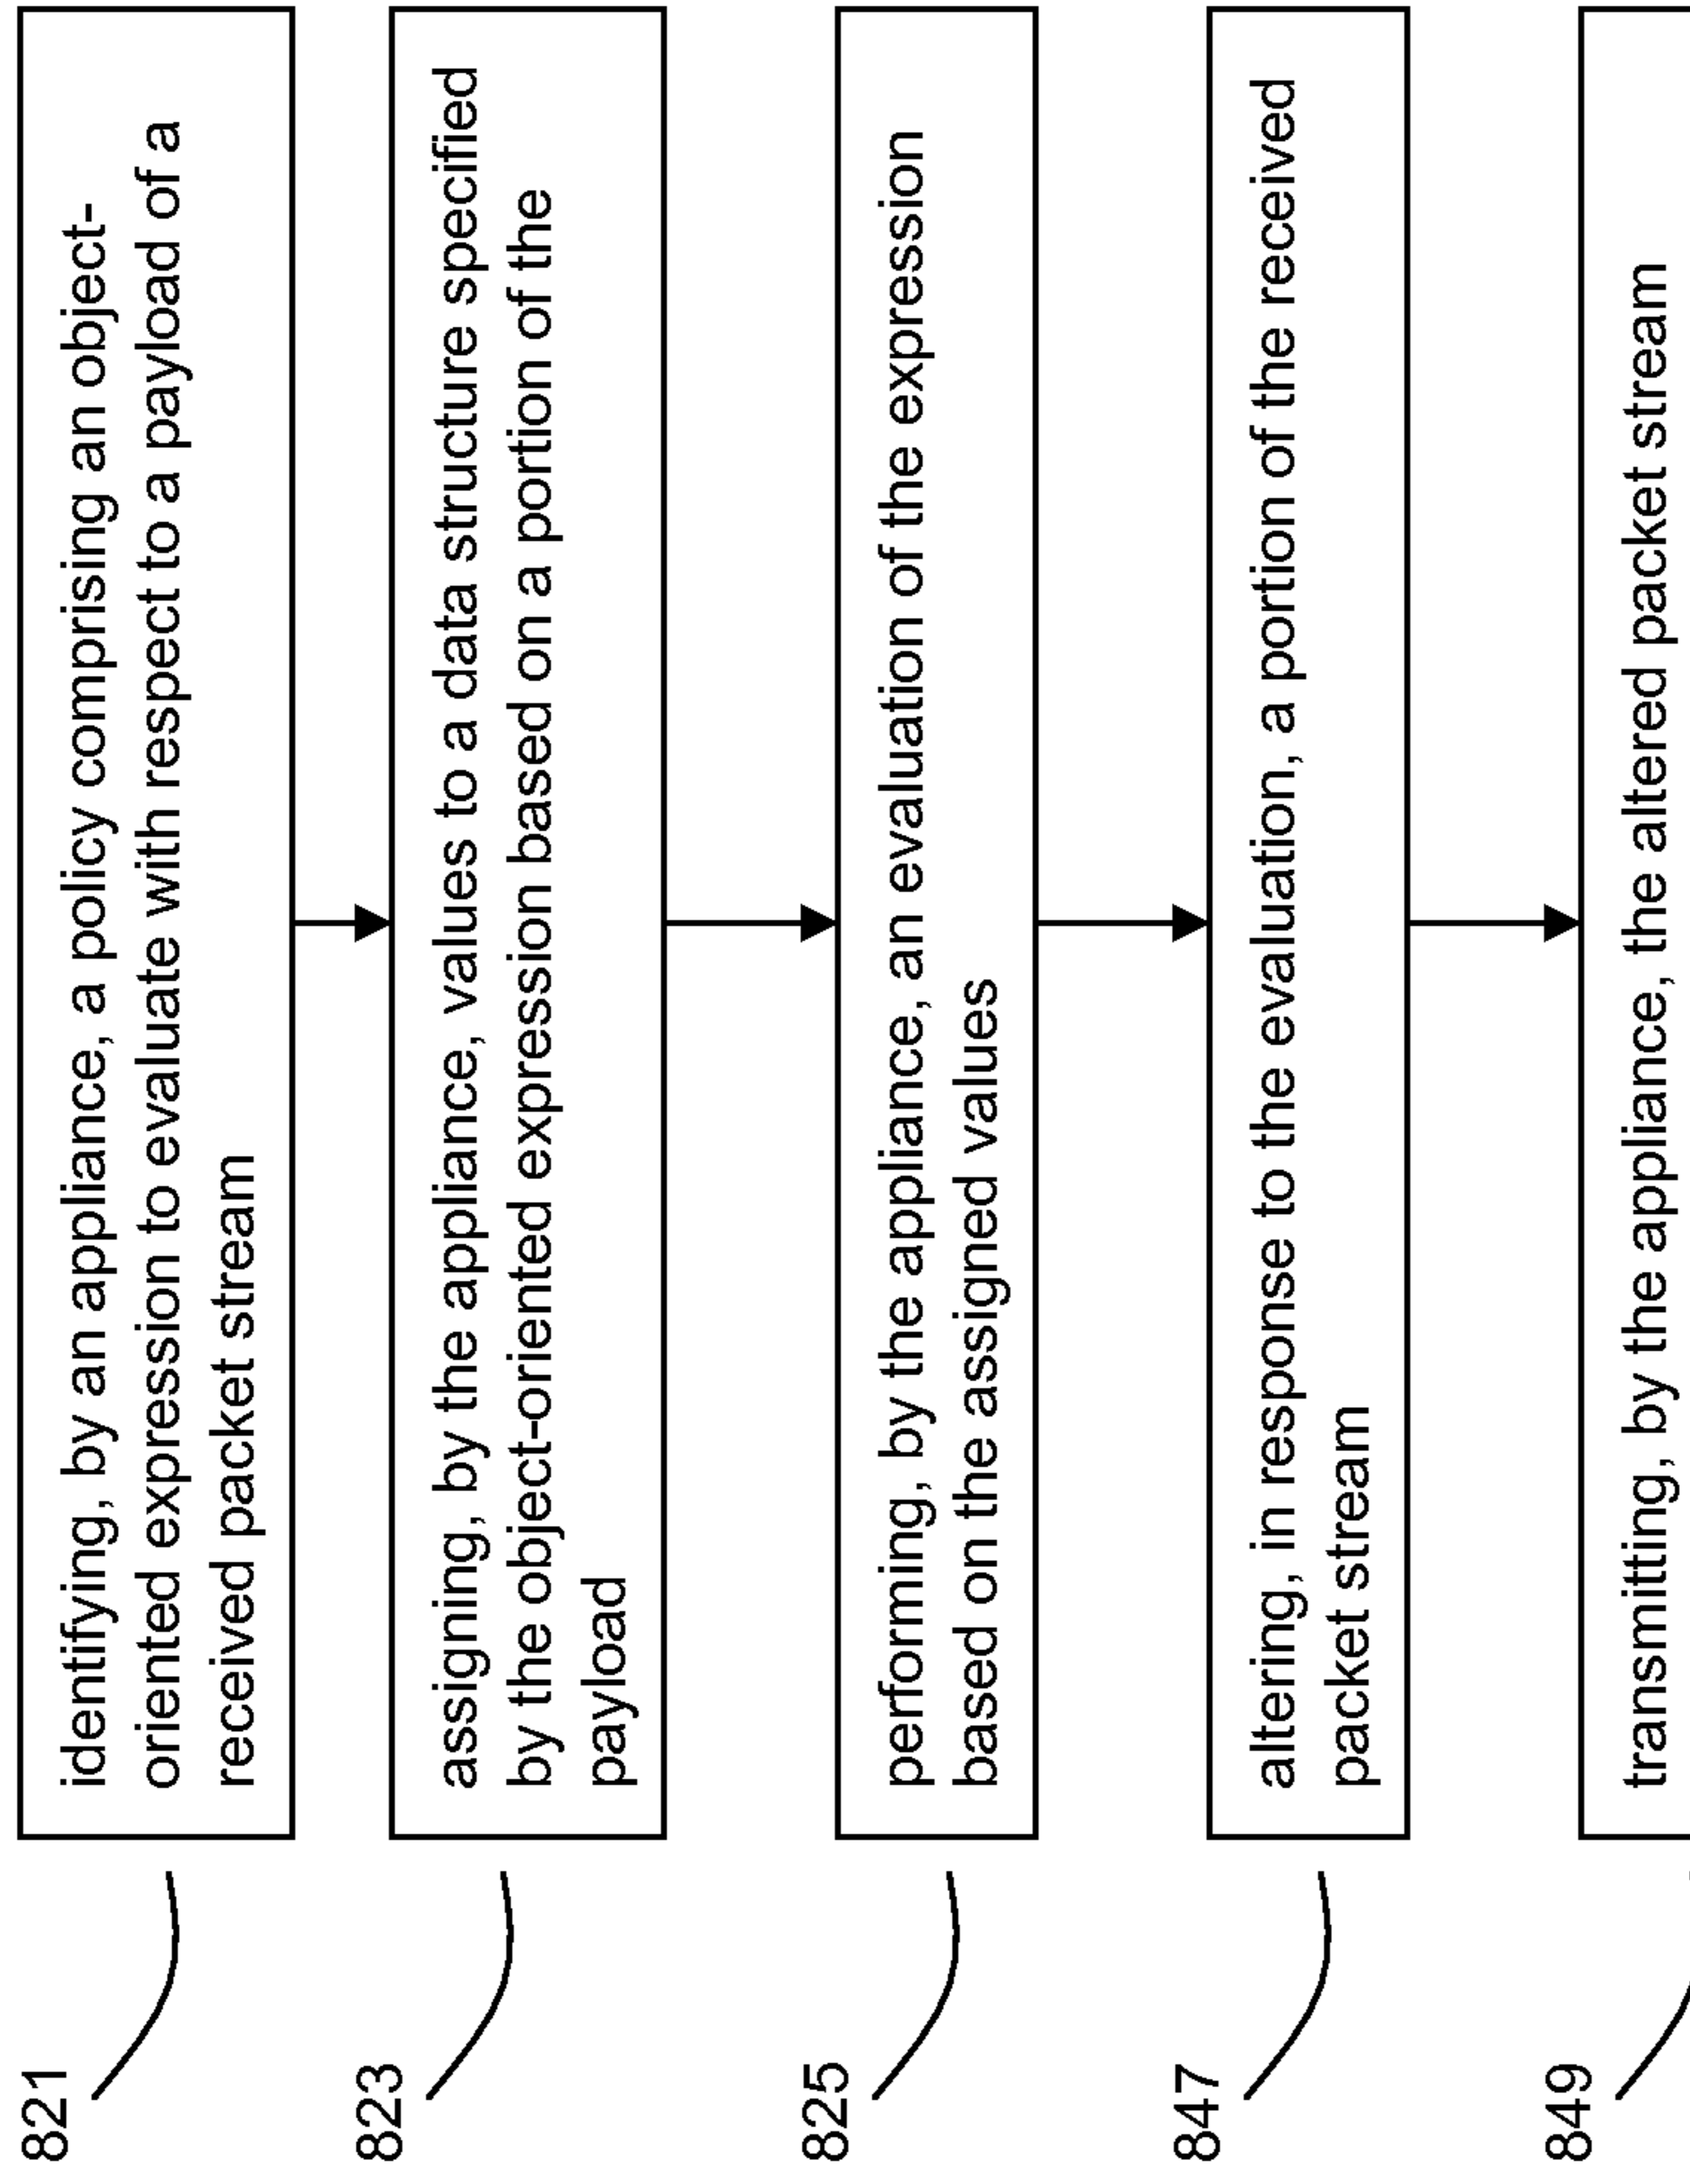 821
identifying, by an appliance, a policy comprising an object-
oriented expression to evaluate with respect to a payload of a
received packet stream
823
assigning, by the appliance, values to a data structure specified
by the object-oriented expression based on a portion of the
payload
825
performing, by the appliance, an evaluation of the expression
based on the assigned values
847
altering, in response to the evaluation, a portion of the received
packet stream
849
transmitting, by the appliance, the altered packet stream